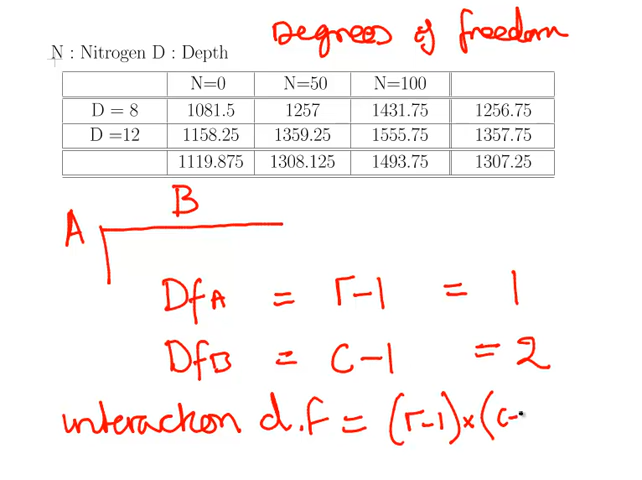 Degrees of freedom
N : Nitrogen D : Depth
N=0 N=50 N=100
D = 8 1081.5 1257 1431.75 1256.75
D =12 1158.25 1359.25 1555.75 1357.75
1119.875 1308.125 1493.75 1307.25
B
A
DfA = r-1 = 1
DfB = C-1 = 2
interaction d.f = (r-1)x(c-